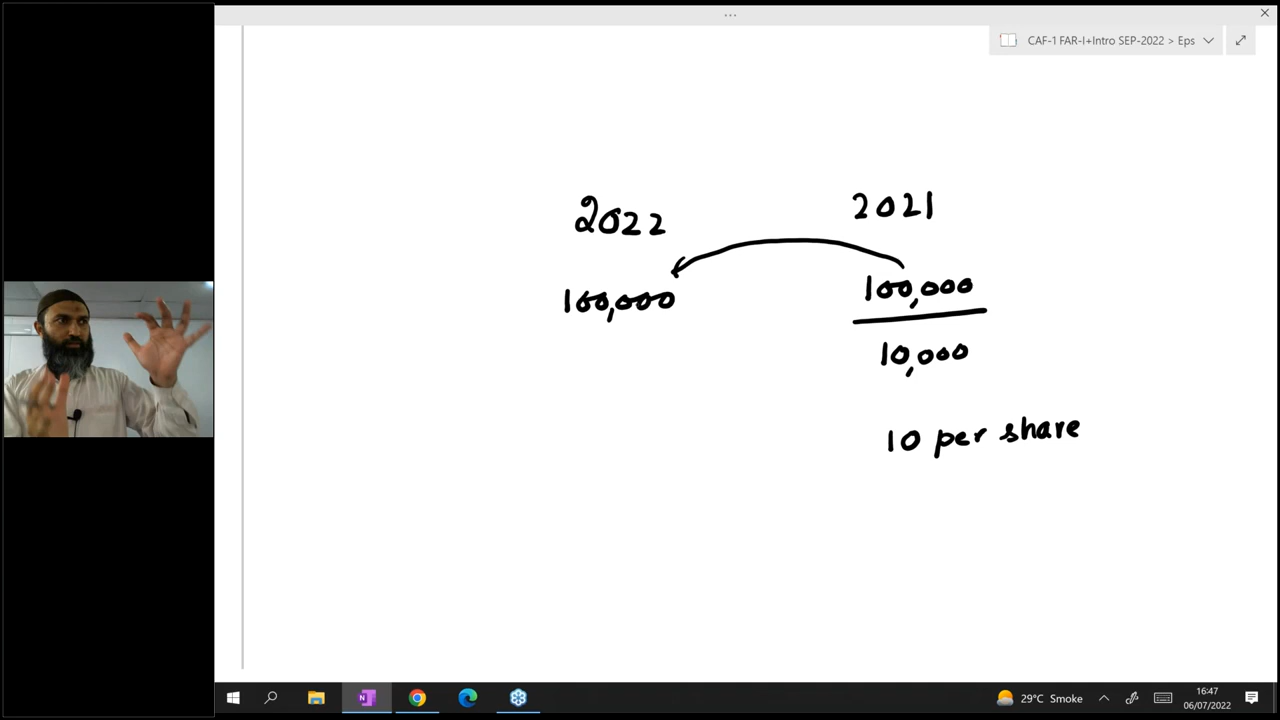 CAF-1 FAR-I+Intro SEP-2022 > Eps
2022 2021
100,000 100,000
10,000
10 per share
29°C Smoke
16:47
06/07/2022